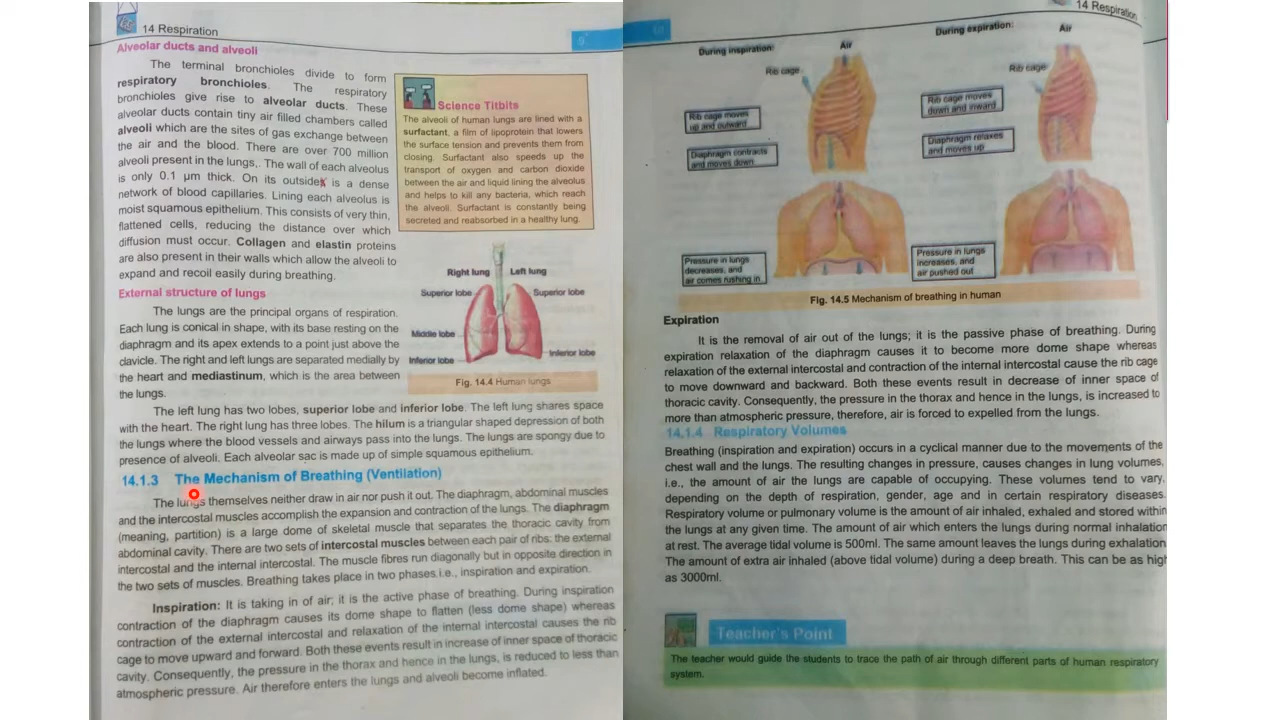 14 Respiration
9
Alveolar ducts and alveoli
The terminal bronchioles divide to form
respiratory bronchioles. The respiratory
bronchioles give rise to alveolar ducts. These
alveolar ducts contain tiny air filled chambers called
alveoli which are the sites of gas exchange between
the air and the blood. There are over 700 million
alveoli present in the lungs,. The wall of each alveolus
is only 0.1 µm thick. On its outside, is a dense
network of blood capillaries. Lining each alveolus is
moist squamous epithelium. This consists of very thin,
flattened cells, reducing the distance over which
diffusion must occur. Collagen and elastin proteins
are also present in their walls which allow the alveoli to
expand and recoil easily during breathing.
Science Titbits
The alveoli of human lungs are lined with a
surfactant, a film of lipoprotein that lowers
the surface tension and prevents them from
closing. Surfactant also speeds up the
transport of oxygen and carbon dioxide
between the air and liquid lining the alveolus
and helps to kill any bacteria, which reach
the alveoli. Surfactant is constantly being
secreted and reabsorbed in a healthy lung.
External structure of lungs
The lungs are the principal organs of respiration.
Each lung is conical in shape, with its base resting on the
diaphragm and its apex extends to a point just above the
clavicle. The right and left lungs are separated medially by
the heart and mediastinum, which is the area between
the lungs.
Right lung
Left lung
Superior lobe
Superior lobe
Middle lobe
Inferior lobe
Inferior lobe
Fig. 14.4 Human lungs
The left lung has two lobes, superior lobe and inferior lobe. The left lung shares space
with the heart. The right lung has three lobes. The hilum is a triangular shaped depression of both
the lungs where the blood vessels and airways pass into the lungs. The lungs are spongy due to
presence of alveoli. Each alveolar sac is made up of simple squamous epithelium.
14.1.3 The Mechanism of Breathing (Ventilation)
The lungs themselves neither draw in air nor push it out. The diaphragm, abdominal muscles
and the intercostal muscles accomplish the expansion and contraction of the lungs. The diaphragm
(meaning, partition) is a large dome of skeletal muscle that separates the thoracic cavity from
abdominal cavity. There are two sets of intercostal muscles between each pair of ribs: the external
intercostal and the internal intercostal. The muscle fibres run diagonally but in opposite direction in
the two sets of muscles. Breathing takes place in two phases i.e., inspiration and expiration.
Inspiration: It is taking in of air; it is the active phase of breathing. During inspiration
contraction of the diaphragm causes its dome shape to flatten (less dome shape) whereas
contraction of the external intercostal and relaxation of the internal intercostal causes the rib
cage to move upward and forward. Both these events result in increase of inner space of thoracic
cavity. Consequently, the pressure in the thorax and hence in the lungs, is reduced to less than
atmospheric pressure. Air therefore enters the lungs and alveoli become inflated.
10
14 Respiration
During inspiration:
Air
Rib cage
Rib cage moves
up and outward
Diaphragm contracts
and moves down
Pressure in lungs
decreases, and
air comes rushing in
During expiration:
Air
Rib cage
Rib cage moves
down and inward
Diaphragm relaxes
and moves up
Pressure in lungs
increases, and
air pushed out
Fig. 14.5 Mechanism of breathing in human
Expiration
It is the removal of air out of the lungs; it is the passive phase of breathing. During
expiration relaxation of the diaphragm causes it to become more dome shape whereas
relaxation of the external intercostal and contraction of the internal intercostal cause the rib cage
to move downward and backward. Both these events result in decrease of inner space of
thoracic cavity. Consequently, the pressure in the thorax and hence in the lungs, is increased to
more than atmospheric pressure, therefore, air is forced to expelled from the lungs.
14.1.4 Respiratory Volumes
Breathing (inspiration and expiration) occurs in a cyclical manner due to the movements of the
chest wall and the lungs. The resulting changes in pressure, causes changes in lung volumes,
i.e., the amount of air the lungs are capable of occupying. These volumes tend to vary,
depending on the depth of respiration, gender, age and in certain respiratory diseases.
Respiratory volume or pulmonary volume is the amount of air inhaled, exhaled and stored within
the lungs at any given time. The amount of air which enters the lungs during normal inhalation
at rest. The average tidal volume is 500ml. The same amount leaves the lungs during exhalation
The amount of extra air inhaled (above tidal volume) during a deep breath. This can be as hig
as 3000ml.
Teacher's Point
The teacher would guide the students to trace the path of air through different parts of human respiratory
system.